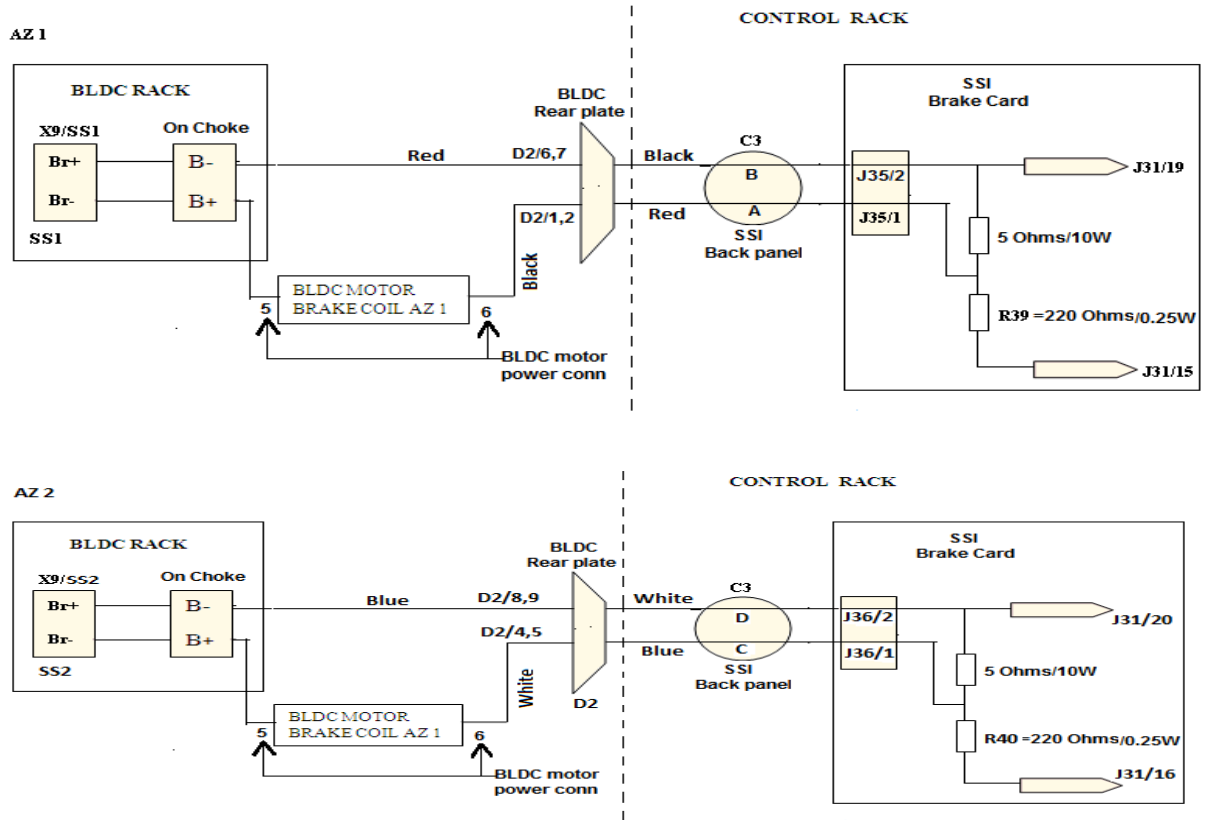 CONTROL RACK
AZ 1
BLDC RACK
X9/SS1
On Choke
Br+
B-
Br-
B+
SS1
Red
D2/6,7
D2/1,2
BLDC
Rear plate
Black
Black
Red
C3
B
A
SSI
Back panel
SSI
Brake Card
J35/2
J35/1
J31/19
5 Ohms/10W
R39 =220 Ohms/0.25W
J31/15
BLDC MOTOR
BRAKE COIL AZ 1
5
6
BLDC motor
power conn
CONTROL RACK
AZ 2
BLDC RACK
X9/SS2
On Choke
Br+
B-
Br-
B+
SS2
Blue
D2/8,9
D2/4,5
BLDC
Rear plate
D2
White
White
Blue
C3
D
C
SSI
Back panel
SSI
Brake Card
J36/2
J36/1
J31/20
5 Ohms/10W
R40 =220 Ohms/0.25W
J31/16
BLDC MOTOR
BRAKE COIL AZ 1
5
6
BLDC motor
power conn